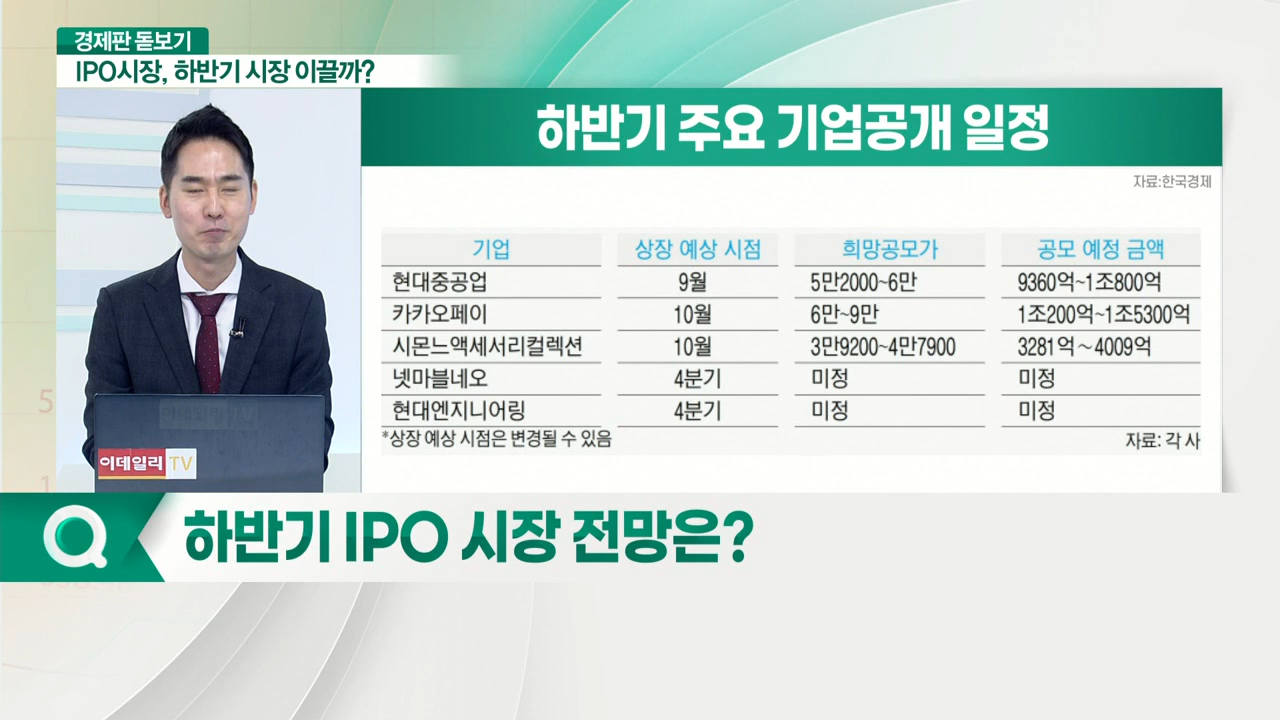 경제판 돋보기
IPO시장, 하반기 시장 이끌까?
하반기 주요 기업공개 일정
자료:한국경제
기업 상장 예상 시점 희망공모가 공모 예정 금액
현대중공업 9월 5만2000~6만 9360억~1조800억
카카오페이 10월 6만~9만 1조200억~1조5300억
시몬느액세서리컬렉션 10월 3만9200~4만7900 3281억~4009억
넷마블네오 4분기 미정 미정
현대엔지니어링 4분기 미정 미정
*상장 예상 시점은 변경될 수 있음 자료: 각 사
이데일리 TV
하반기 IPO 시장 전망은?